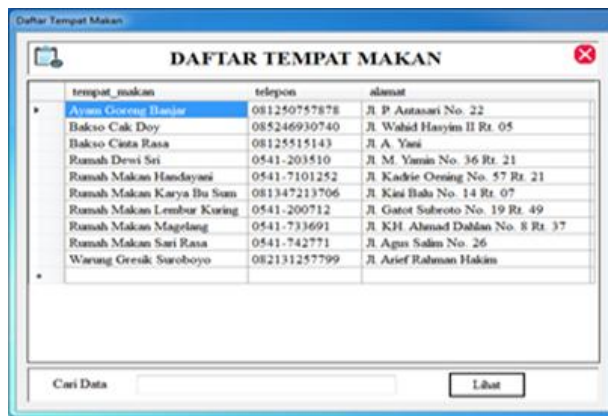 Daftar Tempat Makan
DAFTAR TEMPAT MAKAN
tempat_makan telepon alamat
Ayam Goreng Banjar 081250757878 Jl. P. Antasari No. 22
Bakso Cak Doy 085246930740 Jl. Wahid Hasyim II Rt. 05
Bakso Cinta Rasa 08125515143 Jl. A. Yani
Rumah Dewi Sri 0541-203510 Jl. M. Yamin No. 36 Rt. 21
Rumah Makan Handayani 0541-7101252 Jl. Kadrie Oening No. 57 Rt. 21
Rumah Makan Karya Bu Sum 081347213706 Jl. Kini Balu No. 14 Rt. 07
Rumah Makan Lembur Kuring 0541-200712 Jl. Gatot Subroto No. 19 Rt. 49
Rumah Makan Magelang 0541-733691 Jl. KH. Ahmad Dahlan No. 8 Rt. 37
Rumah Makan Sari Rasa 0541-742771 Jl. Agus Salim No. 26
Warung Gresik Suroboyo 082131257799 Jl. Arief Rahman Hakim
Cari Data Lihat